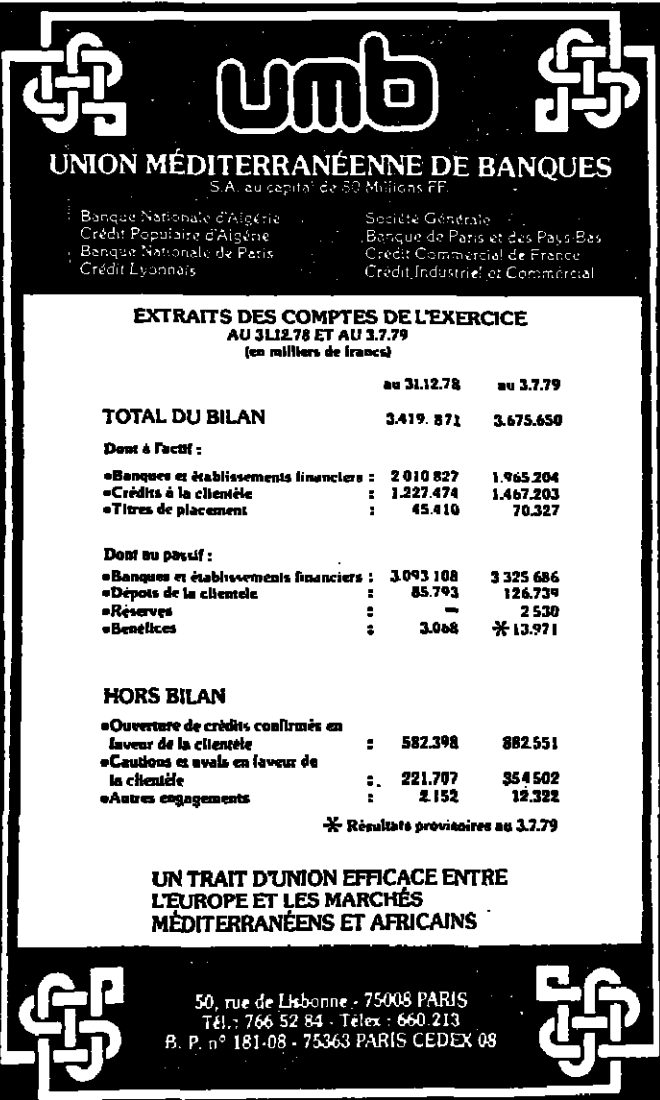 umb
UNION MÉDITERRANÉENNE DE BANQUES
S.A. au capital de 50 Millions FF.
Banque Nationale d'Algérie
Crédit Populaire d'Algérie
Banque Nationale de Paris
Crédit Lyonnais
Société Générale
Banque de Paris et des Pays-Bas
Crédit Commercial de France
Crédit Industriel et Commercial
EXTRAITS DES COMPTES DE L'EXERCICE
AU 31.12.78 ET AU 3.7.79
(en milliers de francs)
au 31.12.78 au 3.7.79
TOTAL DU BILAN 3.419.871 3.675.650
Dont à l'actif :
•Banques et établissements financiers : 2 010 827 1.965.204
•Crédits à la clientèle : 1.227.474 1.467.203
•Titres de placement : 45.410 70.327
Dont au passif :
•Banques et établissements financiers : 3.093 108 3 325 686
•Dépots de la clientele : 85.793 126.739
•Réserves : – 2 530
•Benéfices : 3.068 * 13.971
HORS BILAN
•Ouverture de crédits confirmés en
faveur de la clientèle : 582.398 882.551
•Cautions et avals en faveur de
la clientèle : 221.707 354 502
•Autres engagements : 2.152 12.322
* Résultats provisoires au 3.7.79
UN TRAIT D'UNION EFFICACE ENTRE
L'EUROPE ET LES MARCHÉS
MÉDITERRANÉENS ET AFRICAINS
50, rue de Lisbonne - 75008 PARIS
Tél.: 766 52 84 - Télex : 660.213
B. P. nº 181-08 - 75363 PARIS CEDEX 08